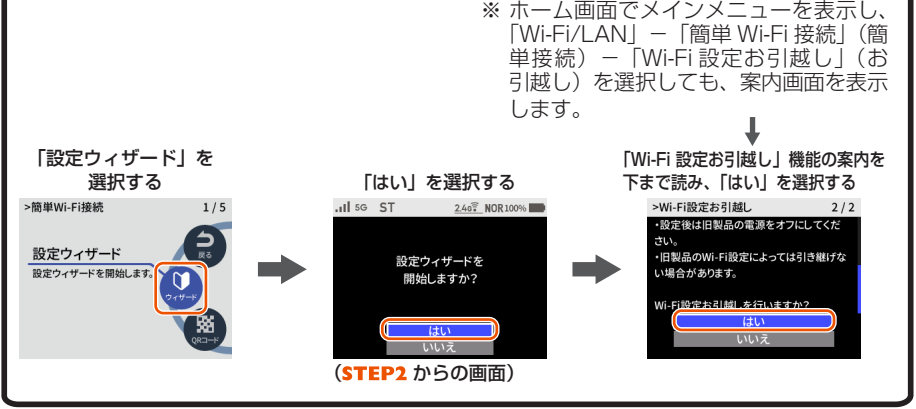 ※ ホーム画面でメインメニューを表示し、
「Wi-Fi/LAN」－「簡単 Wi-Fi 接続」（簡
単接続）－「Wi-Fi 設定お引越し」（お
引越し）を選択しても、案内画面を表示
します。
「設定ウィザード」を
選択する
>簡単Wi-Fi接続 1 / 5
戻る
設定ウィザード
設定ウィザードを開始します。
ウィザード
QRコード
「はい」を選択する
5G ST 2.4G NOR 100%
設定ウィザードを
開始しますか?
はい
いいえ
（STEP2 からの画面）
「Wi-Fi 設定お引越し」機能の案内を
下まで読み、「はい」を選択する
>Wi-Fi設定お引越し 2 / 2
・設定後は旧製品の電源をオフにしてくだ
さい。
・旧製品のWi-Fi設定によっては引き継げな
い場合があります。
Wi-Fi設定お引越しを行いますか?
はい
いいえ